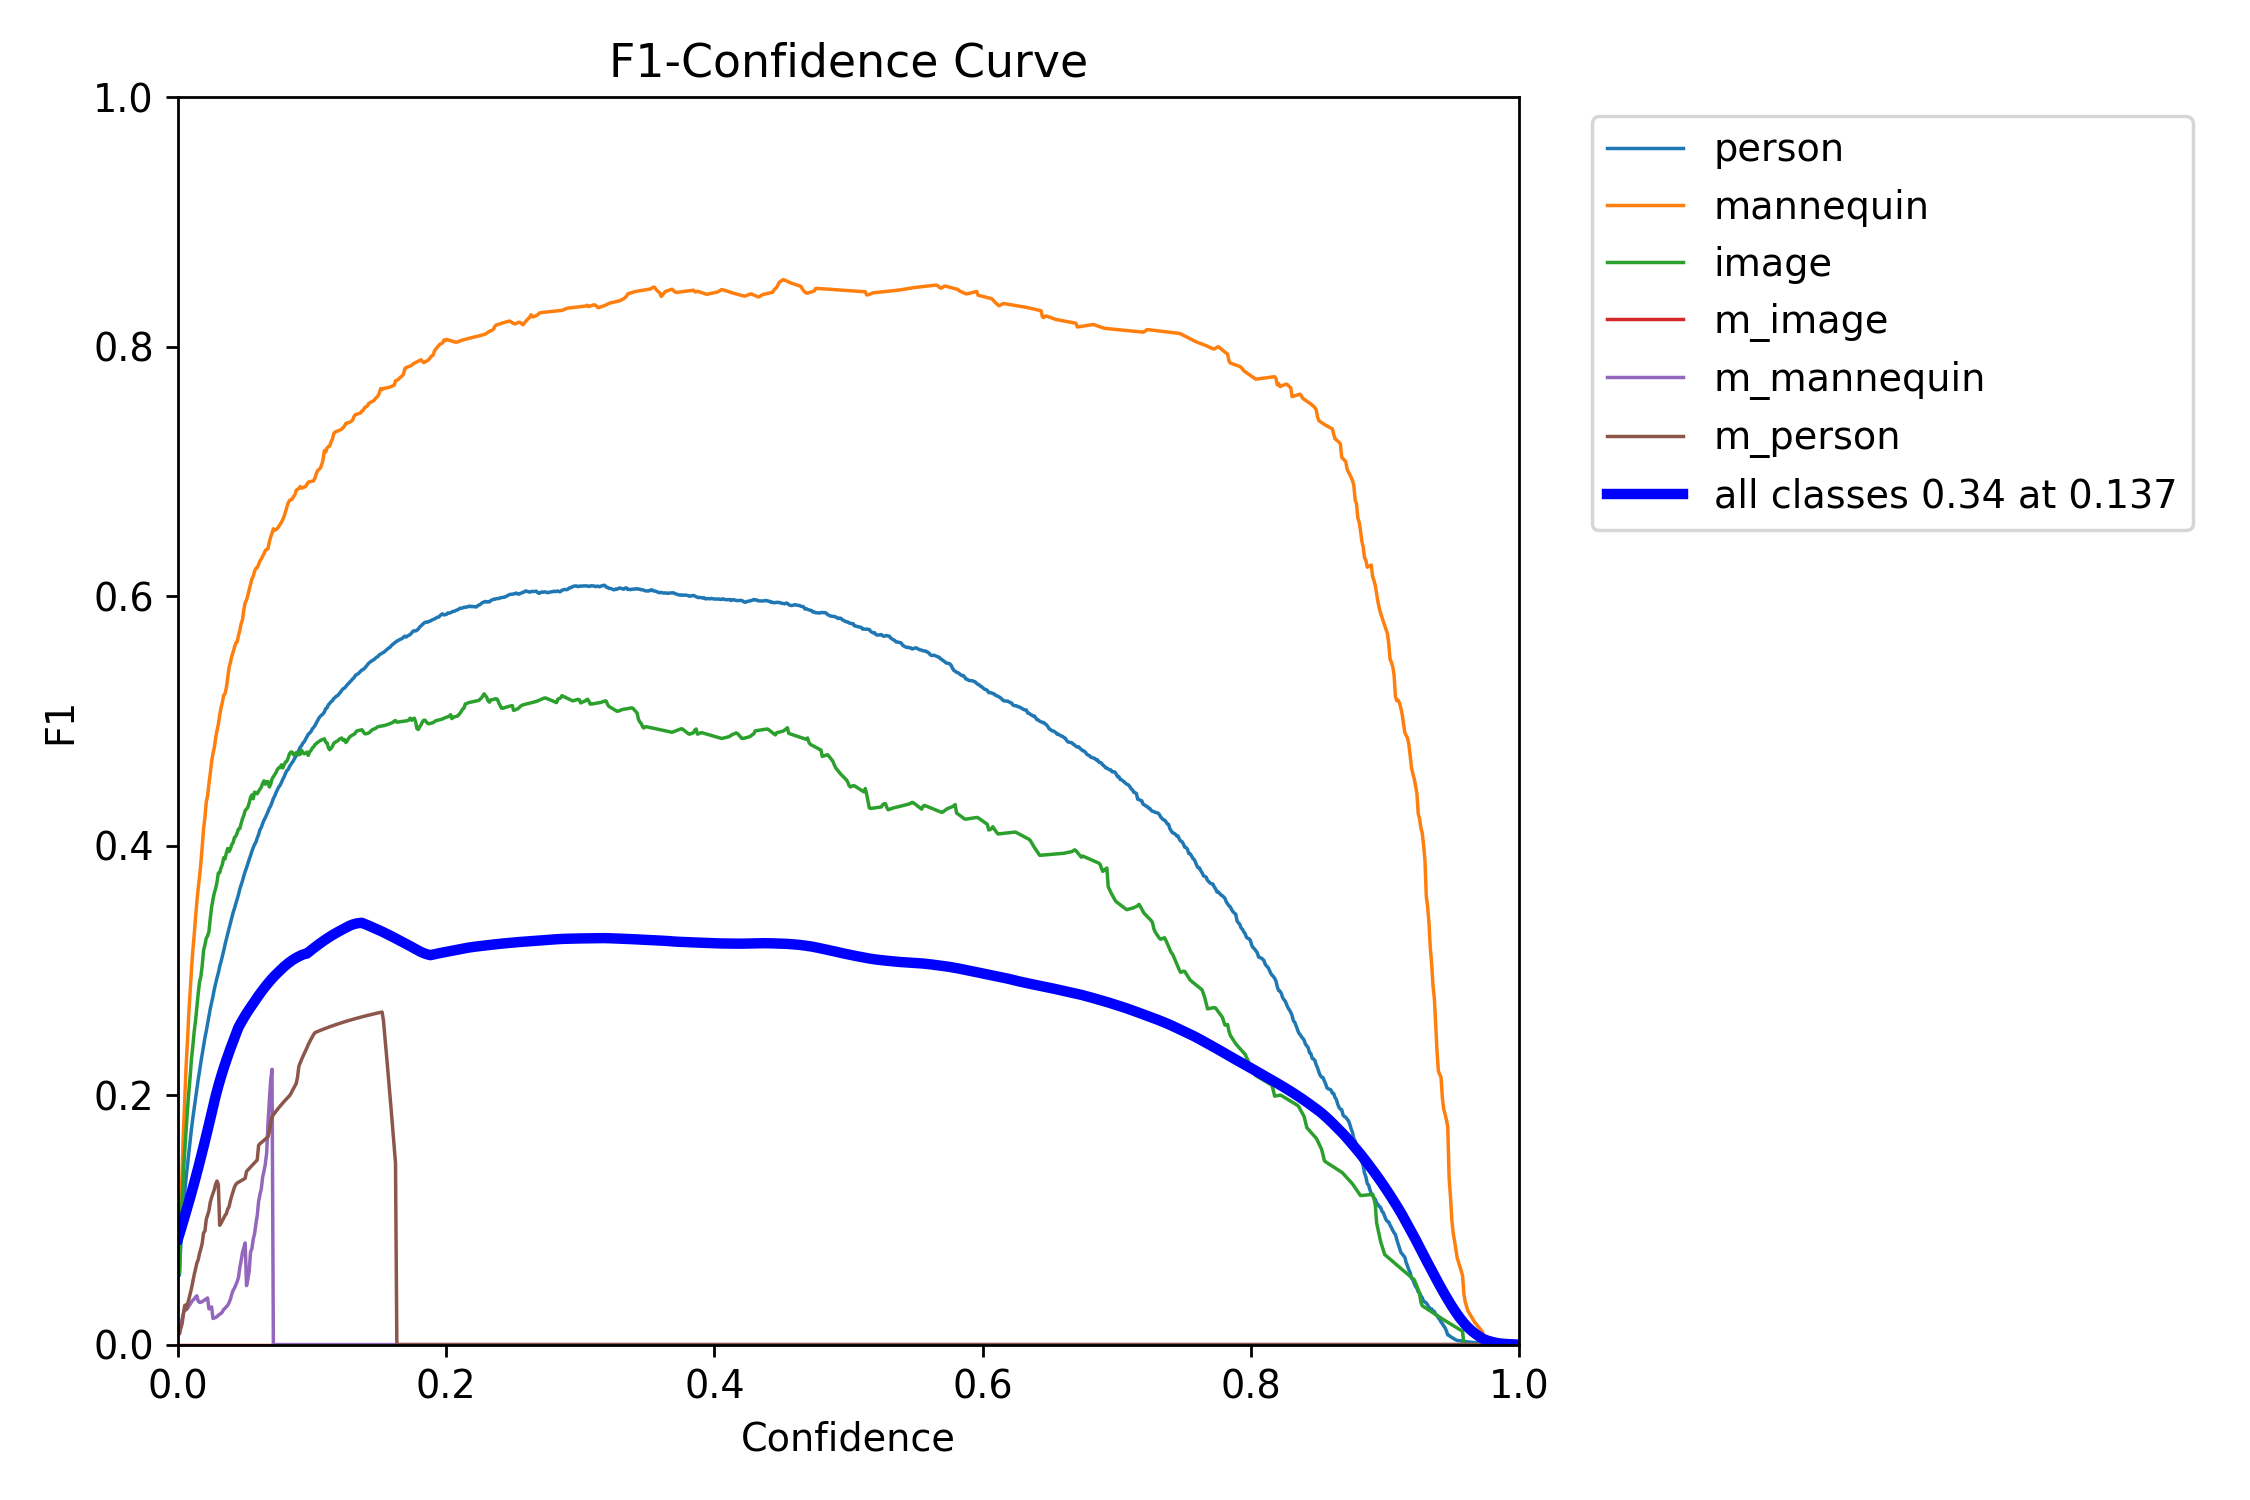 F1-Confidence Curve
1.0
0.8
0.6
0.4
0.2
0.0
F1
0.0 0.2 0.4 0.6 0.8 1.0
Confidence
person
mannequin
image
m_image
m_mannequin
m_person
all classes 0.34 at 0.137